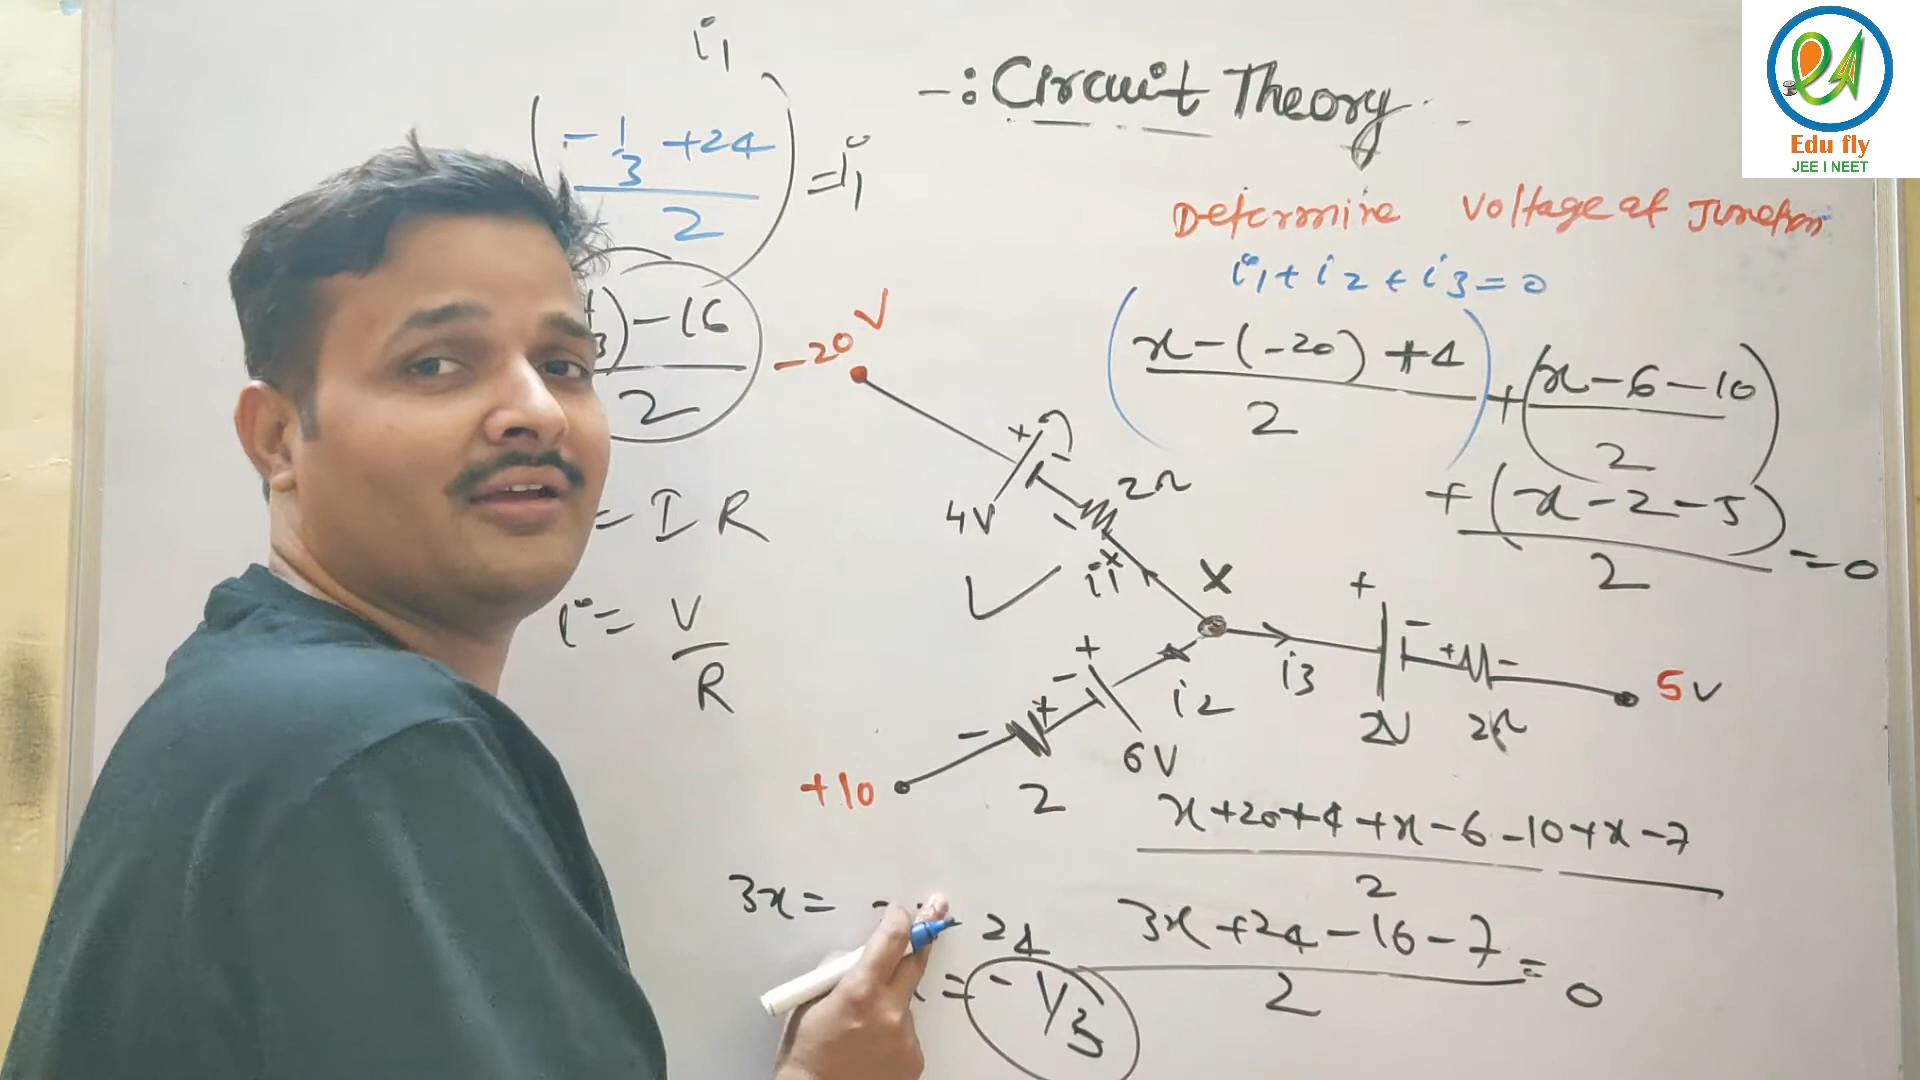 i1
-: Circuit Theory
Edu fly
JEE I NEET
(-1/3 +24)/2 = i1
Determine Voltage at Junction
i1 + i2 + i3 = 0
(x-(-20)+4)/2 + (x-6-10)/2
+ (x-2-5)/2 = 0
) -16
2
-20 V
+
-
4V
2Ω
-
+
i1
= I R
i = V/R
X
+
-
+
-
i3
5V
2V
2Ω
+
-
i2
+
-
6V
+10
2
x+20+4+x-6-10+x-7
2
3x =
24
(3x+24-16-7)/2 = 0
= -1/3